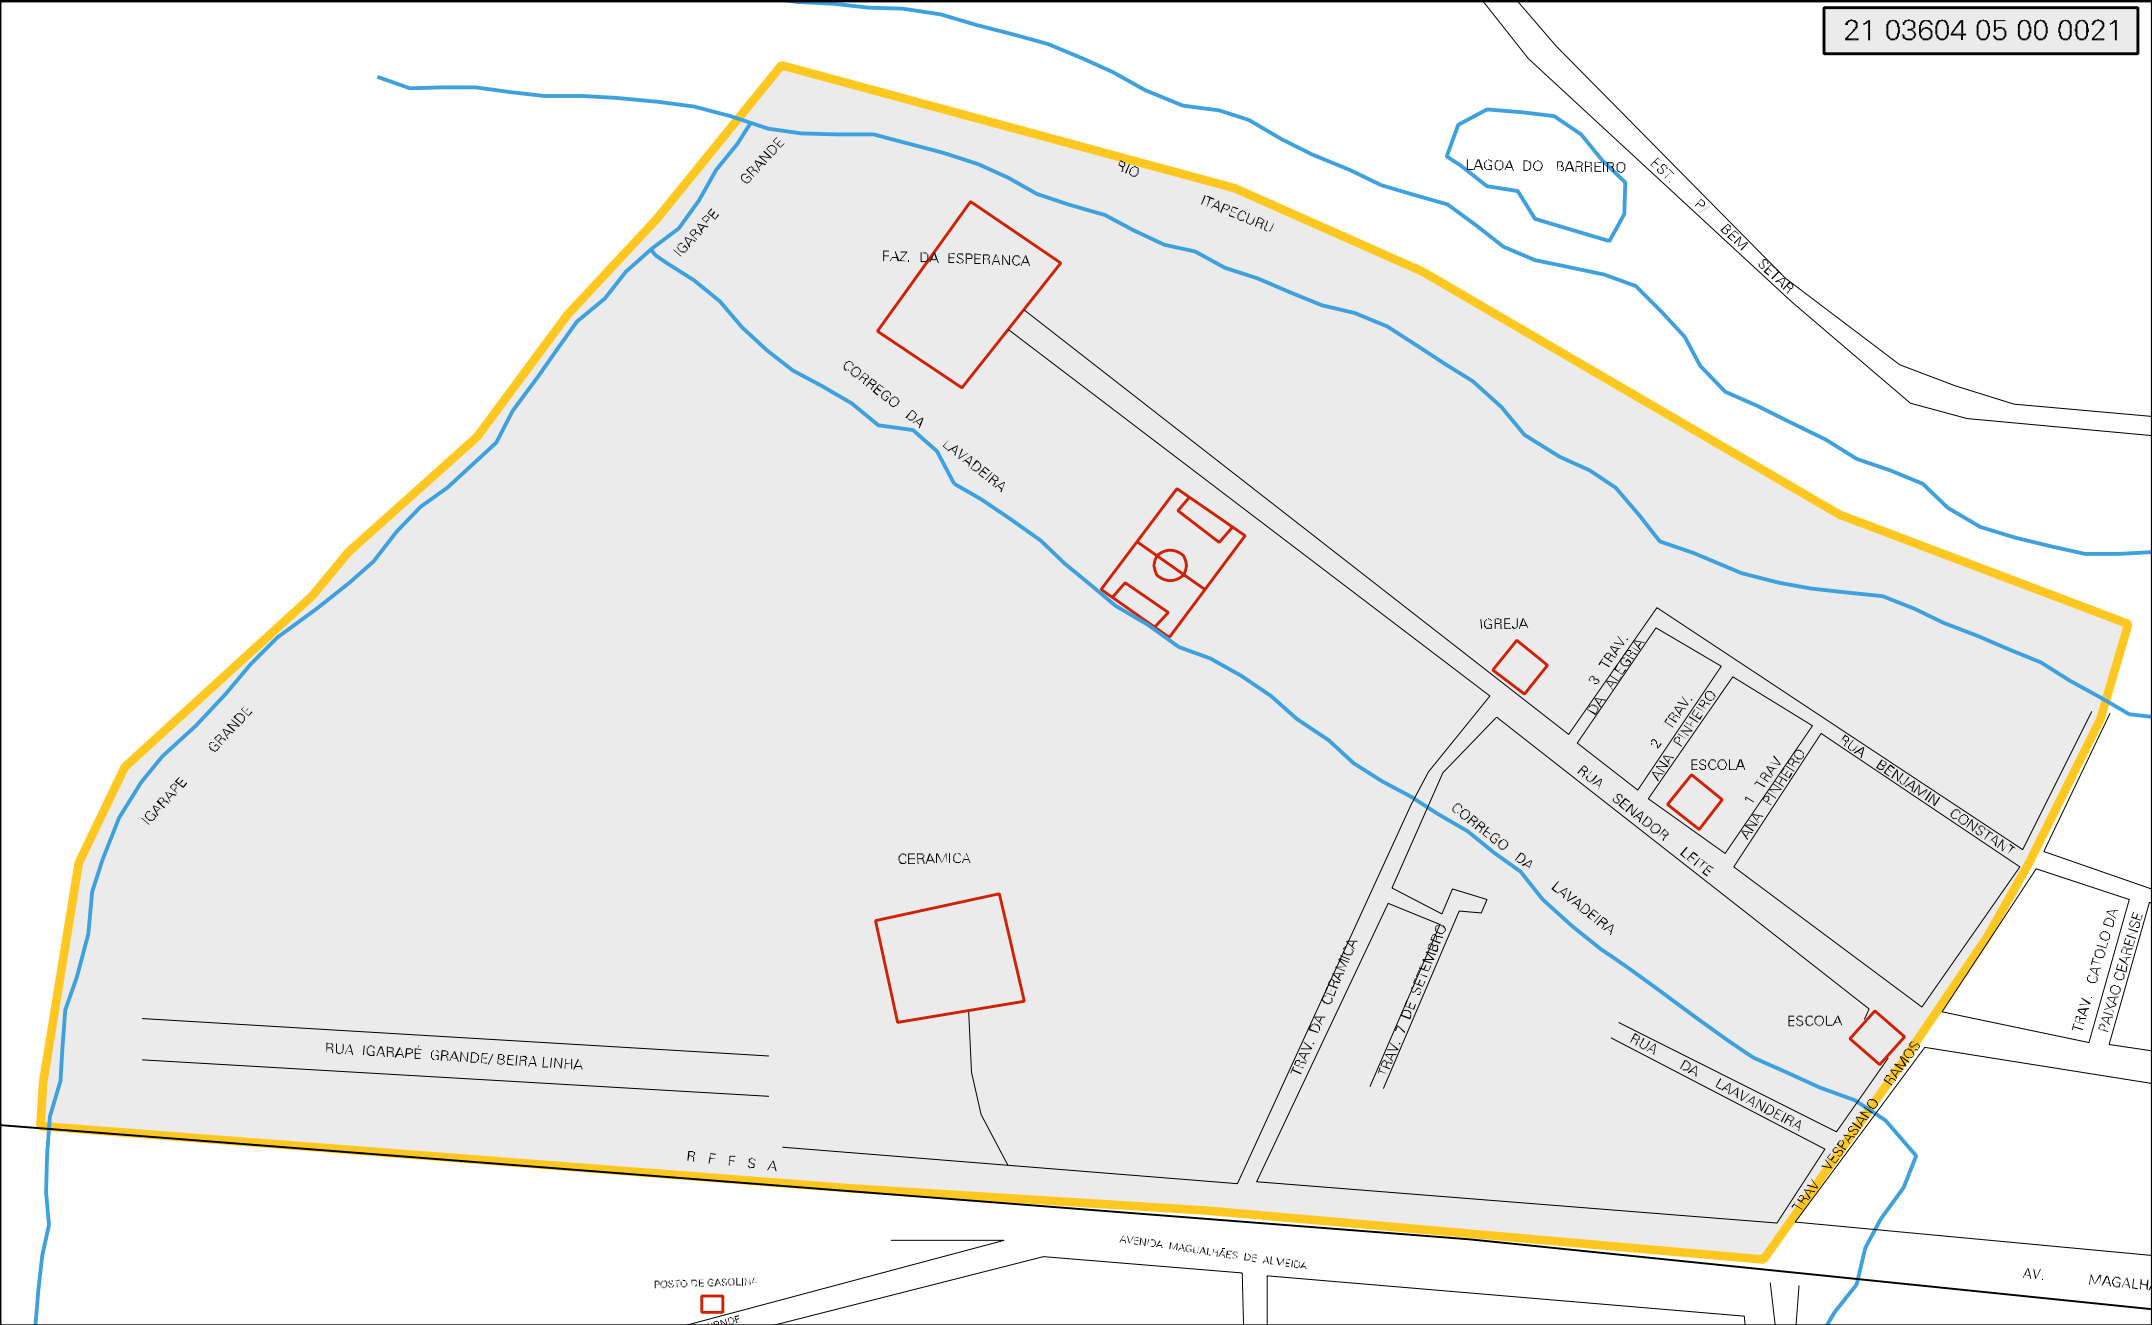 21 03604 05 00 0021
IGARAPE GRANDE
RIO ITAPECURU
LAGOA DO BARREIRO
EST. P/ BEM SETAR
FAZ. DA ESPERANCA
CORREGO DA LAVADEIRA
IGREJA
3 TRAV.
DA ALEGRIA
2 TRAV.
ANA PINHEIRO
ESCOLA
1 TRAV
ANA PINHEIRO
RUA BENJAMIN CONSTANT
RUA SENADOR LEITE
IGARAPE GRANDE
CERAMICA
CORREGO DA LAVADEIRA
TRAV. DA CERAMICA
TRAV. 7 DE SETEMBRO
TRAV. CATOLO DA
PAIXAO CEARENSE
ESCOLA
RUA DA LAAVANDEIRA
TRAV VESPASIANO RAMOS
RUA IGARAPÉ GRANDE/ BEIRA LINHA
R F F S A
AVENIDA MAGUALHÃES DE ALMEIDA
POSTO DE GASOLINA
AV. MAGALH